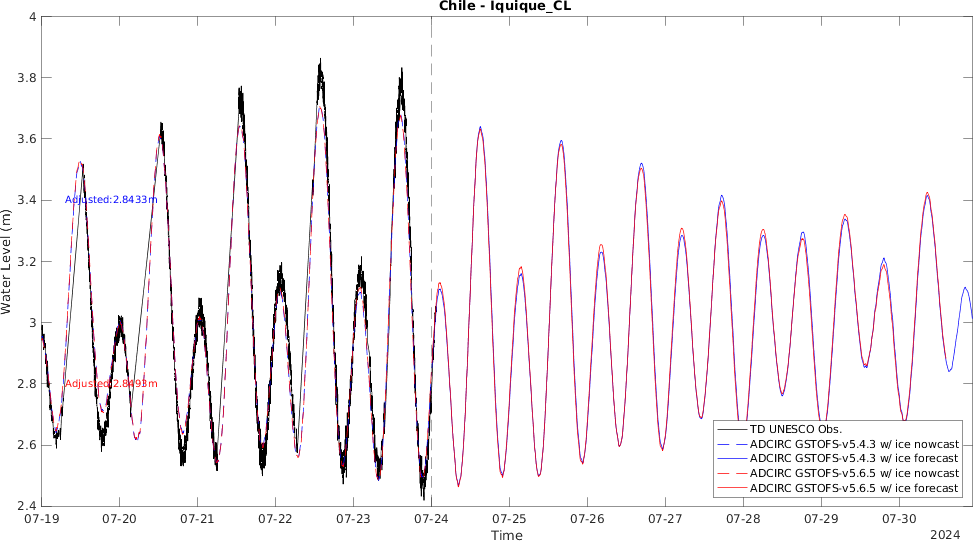 Chile - Iquique_CL
4
3.8
3.6
3.4
3.2
3
2.8
2.6
2.4
Water Level (m)
Adjusted:2.8433m
Adjusted:2.8493m
TD UNESCO Obs.
ADCIRC GSTOFS-v5.4.3 w/ ice nowcast
ADCIRC GSTOFS-v5.4.3 w/ ice forecast
ADCIRC GSTOFS-v5.6.5 w/ ice nowcast
ADCIRC GSTOFS-v5.6.5 w/ ice forecast
07-19 07-20 07-21 07-22 07-23 07-24 07-25 07-26 07-27 07-28 07-29 07-30
Time
2024